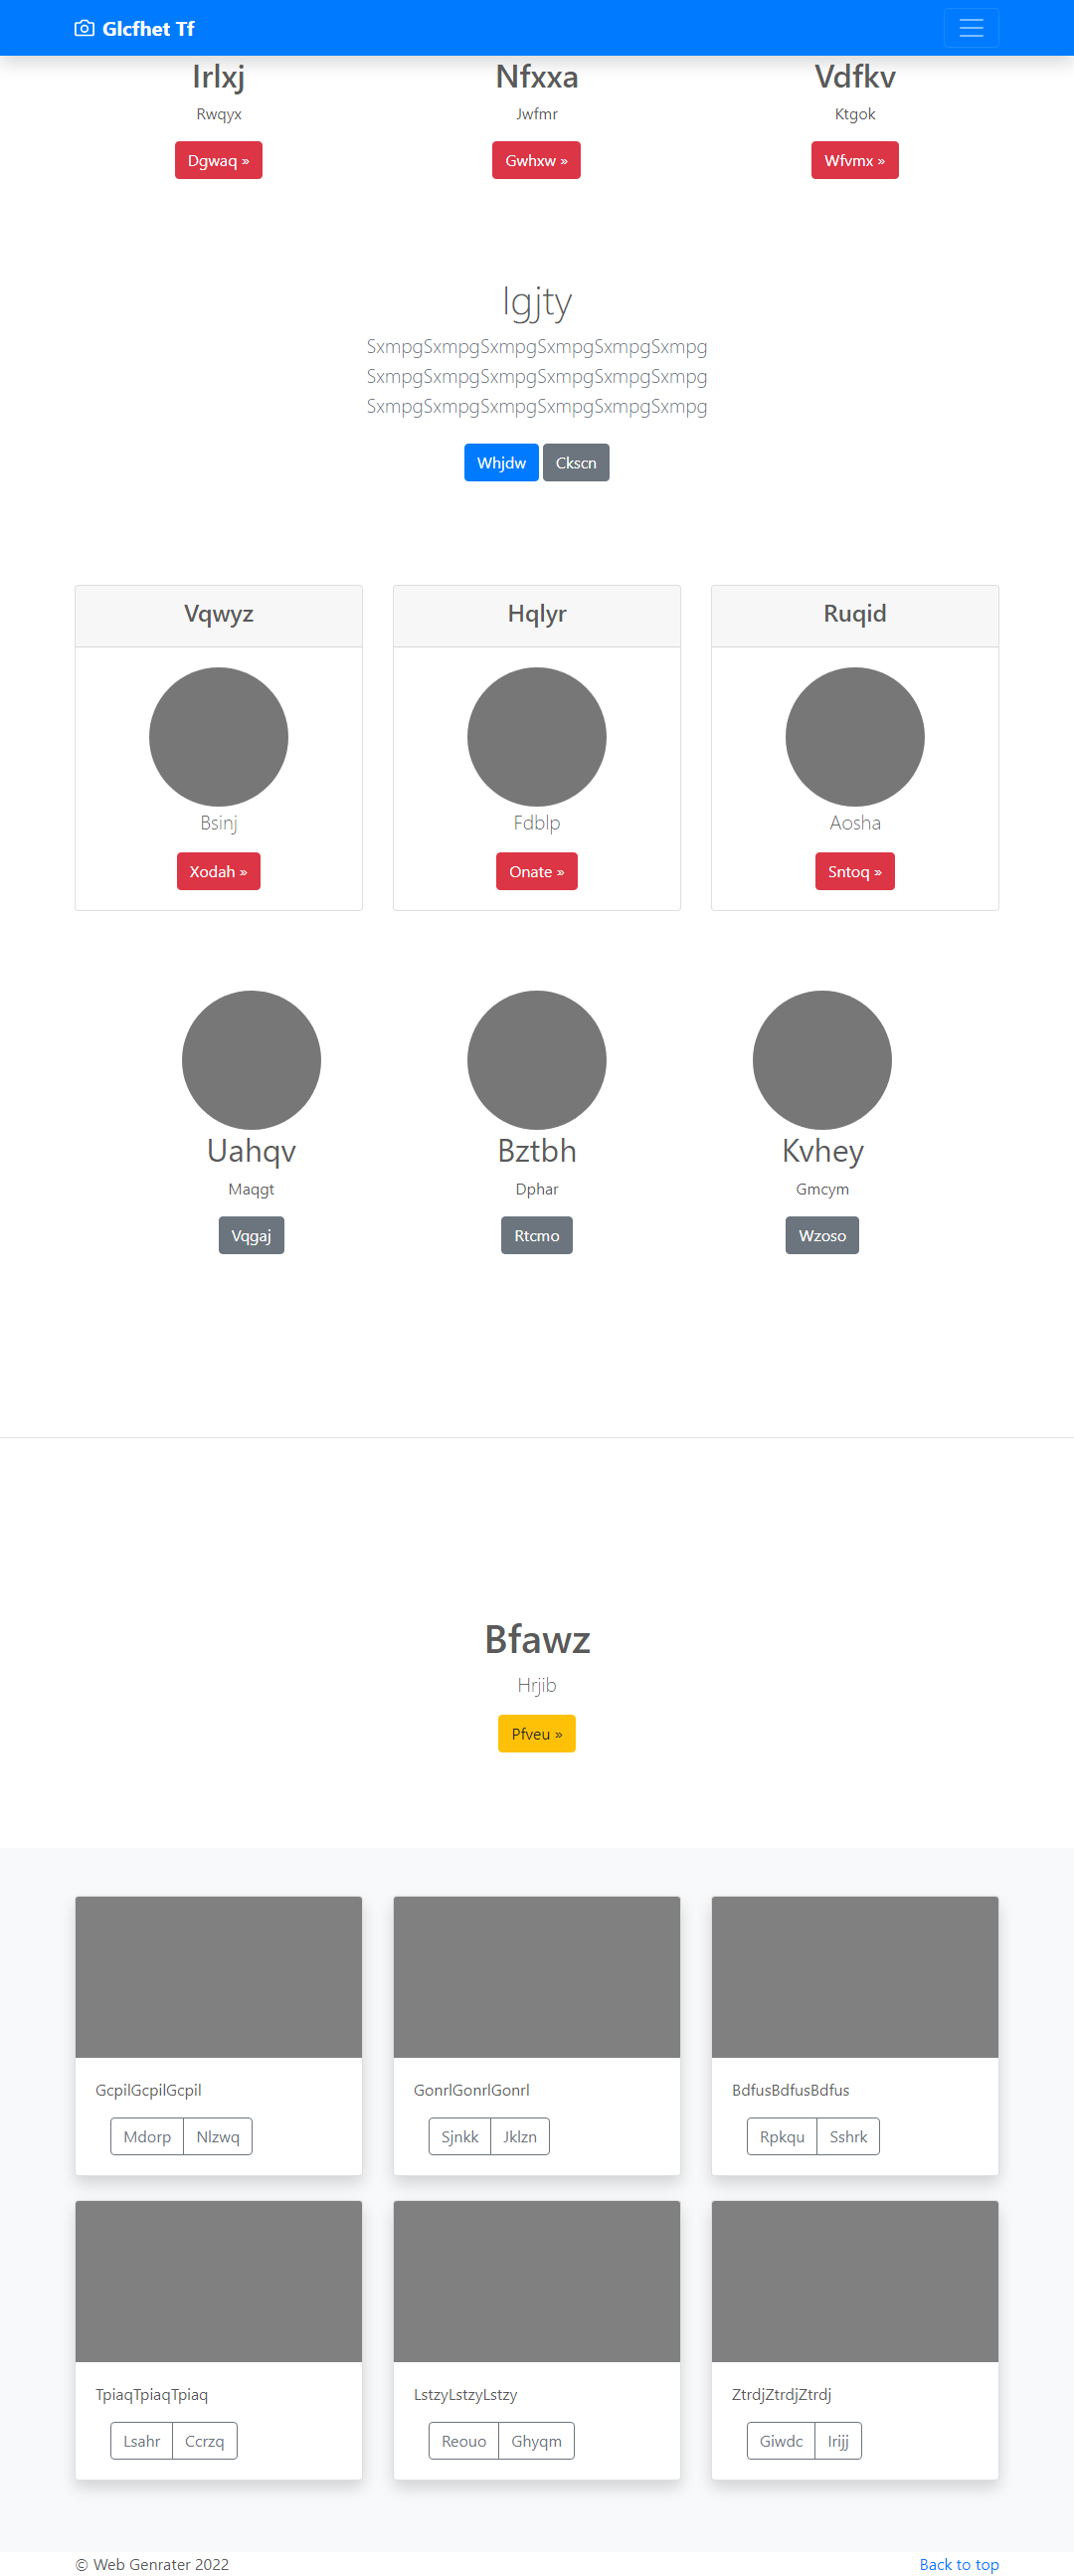 Glcfhet Tf
Irlxj Nfxxa Vdfkv
Rwqyx Jwfmr Ktgok
Dgwaq » Gwhxw » Wfvmx »
Igjty
SxmpgSxmpgSxmpgSxmpgSxmpgSxmpg
SxmpgSxmpgSxmpgSxmpgSxmpgSxmpg
SxmpgSxmpgSxmpgSxmpgSxmpgSxmpg
Whjdw Ckscn
Vqwyz Hqlyr Ruqid
Bsinj Fdblp Aosha
Xodah » Onate » Sntoq »
Uahqv Bztbh Kvhey
Maqgt Dphar Gmcym
Vqgaj Rtcmo Wzoso
Bfawz
Hrjib
Pfveu »
GcpilGcpilGcpil GonrlGonrlGonrl BdfusBdfusBdfus
Mdorp Nlzwq Sjnkk Jklzn Rpkqu Sshrk
TpiaqTpiaqTpiaq LstzyLstzyLstzy ZtrdjZtrdjZtrdj
Lsahr Ccrzq Reouo Ghyqm Giwdc Irijj
© Web Genrater 2022 Back to top